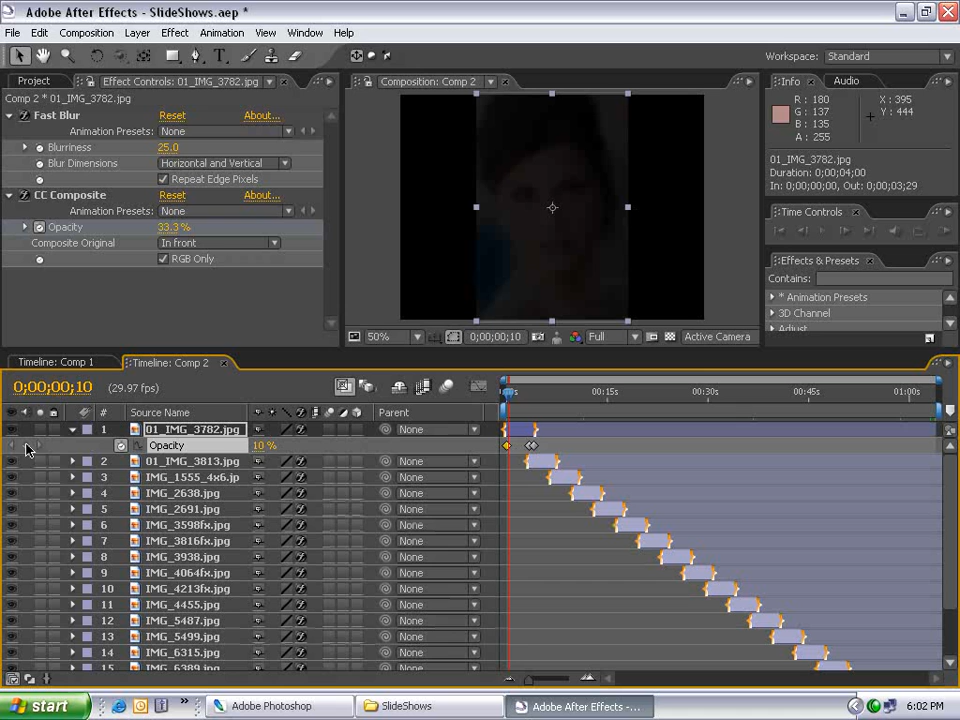 Adobe After Effects - SlideShows.aep *
File Edit Composition Layer Effect Animation View Window Help
Workspace: Standard
Project Effect Controls: 01_IMG_3782.jpg
Composition: Comp 2
Info Audio
Comp 2 * 01_IMG_3782.jpg
Fast Blur Reset About...
Animation Presets: None
Blurriness 25.0
Blur Dimensions Horizontal and Vertical
Repeat Edge Pixels
CC Composite Reset About...
Animation Presets: None
Opacity 33.3 %
Composite Original In front
RGB Only
R : 180 X : 395
G : 137 Y : 444
B : 135
A : 255
01_IMG_3782.jpg
Duration: 0;00;04;00
In: 0;00;00;00, Out: 0;00;03;29
Time Controls
Effects & Presets
Contains:
* Animation Presets
3D Channel
Adjust
50% 0;00;00;10 Full Active Camera
Timeline: Comp 1 Timeline: Comp 2
0;00;00;10 (29.97 fps)
00:15s 00:30s 00:45s 01:00s
# Source Name Parent
1 01_IMG_3782.jpg None
Opacity 10 %
2 01_IMG_3813.jpg None
3 IMG_1555_4x6.jp None
4 IMG_2638.jpg None
5 IMG_2691.jpg None
6 IMG_3598fx.jpg None
7 IMG_3816fx.jpg None
8 IMG_3938.jpg None
9 IMG_4064fx.jpg None
10 IMG_4213fx.jpg None
11 IMG_4455.jpg None
12 IMG_5487.jpg None
13 IMG_5499.jpg None
14 IMG_6315.jpg None
15 IMG_6389.jpg None
start Adobe Photoshop SlideShows Adobe After Effects -... 6:02 PM